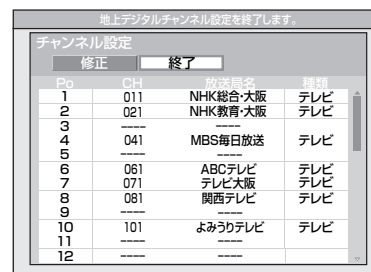 地上デジタルチャンネル設定を終了します。
チャンネル設定
修正 終了
Po CH 放送局名 種類
1 011 NHK総合・大阪 テレビ
2 021 NHK教育・大阪 テレビ
3 ---- ----
4 041 MBS毎日放送 テレビ
5 ---- ----
6 061 ABCテレビ テレビ
7 071 テレビ大阪 テレビ
8 081 関西テレビ テレビ
9 ---- ----
10 101 よみうりテレビ テレビ
11 ---- ----
12 ---- ----